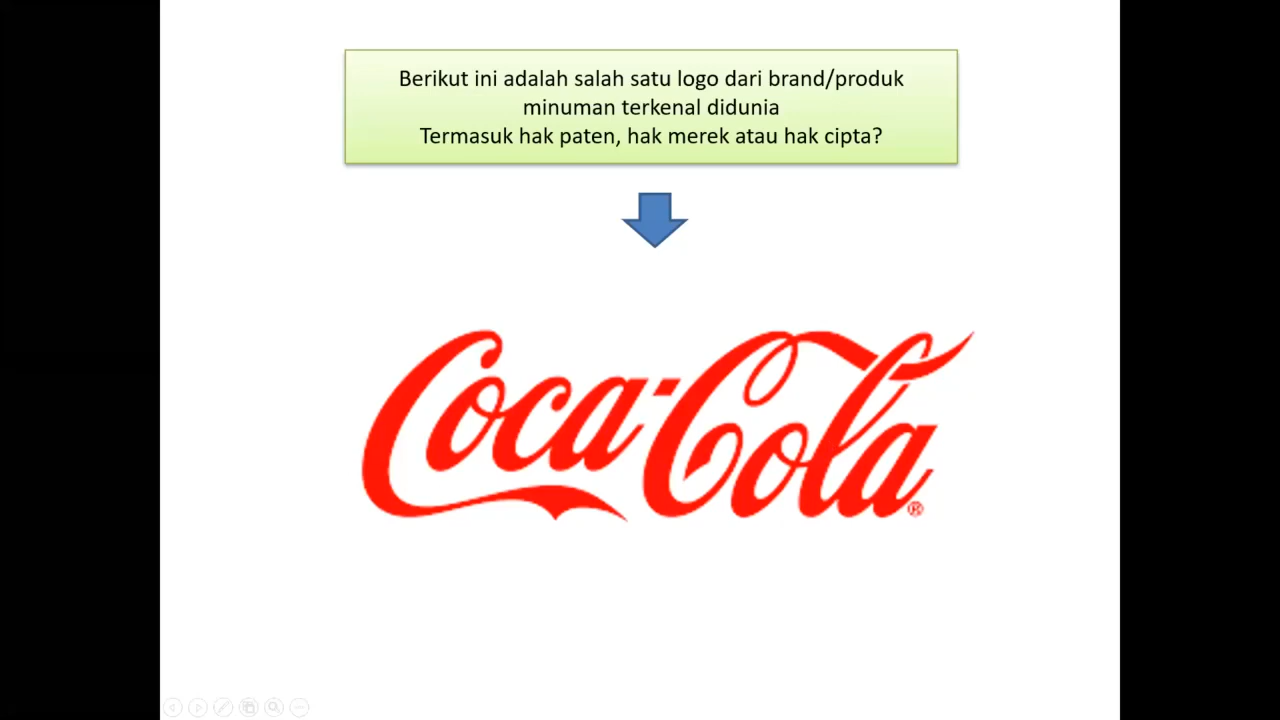 Berikut ini adalah salah satu logo dari brand/produk
minuman terkenal didunia
Termasuk hak paten, hak merek atau hak cipta?
Coca-Cola®